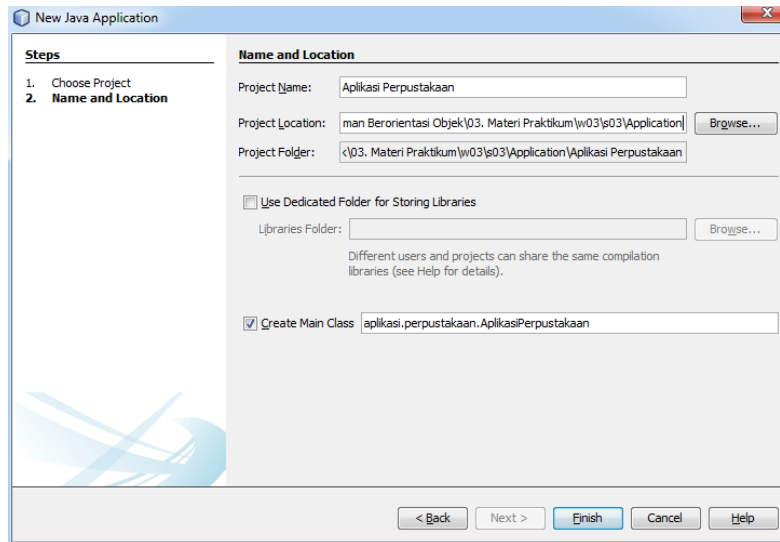 New Java Application
Steps
1. Choose Project
2. Name and Location
Name and Location
Project Name: Aplikasi Perpustakaan
Project Location: man Berorientasi Objek\03. Materi Praktikum\w03\s03\Application Browse...
Project Folder: <\03. Materi Praktikum\w03\s03\Application\Aplikasi Perpustakaan
Use Dedicated Folder for Storing Libraries
Libraries Folder: Browse...
Different users and projects can share the same compilation
libraries (see Help for details).
Create Main Class aplikasi.perpustakaan.AplikasiPerpustakaan
< Back Next > Finish Cancel Help